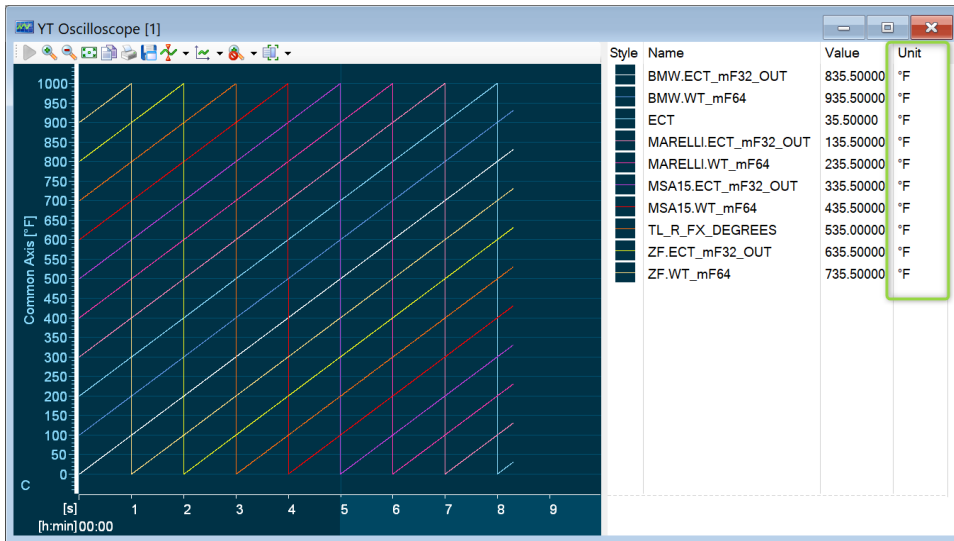 YT Oscilloscope [1]
Style Name Value Unit
BMW.ECT_mF32_OUT 835.50000 °F
BMW.WT_mF64 935.50000 °F
ECT 35.50000 °F
MARELLI.ECT_mF32_OUT 135.50000 °F
MARELLI.WT_mF64 235.50000 °F
MSA15.ECT_mF32_OUT 335.50000 °F
MSA15.WT_mF64 435.50000 °F
TL_R_FX_DEGREES 535.00000 °F
ZF.ECT_mF32_OUT 635.50000 °F
ZF.WT_mF64 735.50000 °F
Common Axis [°F]
1000
950
900
850
800
750
700
650
600
550
500
450
400
350
300
250
200
150
100
50
0
C
[s] 1 2 3 4 5 6 7 8 9
[h:min] 00:00